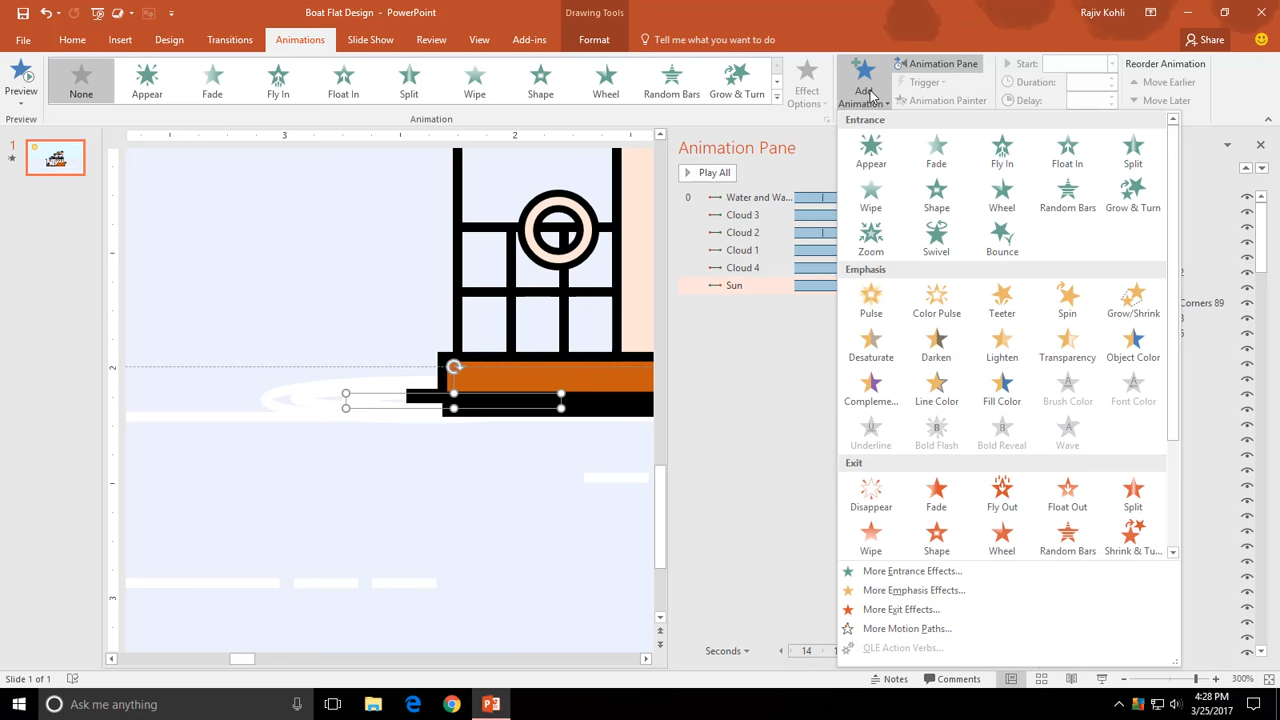 Boat Flat Design - PowerPoint
Drawing Tools
Rajiv Kohli
File Home Insert Design Transitions Animations Slide Show Review View Add-ins Format Tell me what you want to do Share
Preview
None Appear Fade Fly In Float In Split Wipe Shape Wheel Random Bars Grow & Turn
Effect Options
Add Animation
Animation Pane
Trigger
Animation Painter
Start:
Duration:
Delay:
Reorder Animation
Move Earlier
Move Later
Preview
Animation
3 2 1
1
2
3
Animation Pane
Play All
0 Water and Wa...
Cloud 3
Cloud 2
Cloud 1
Cloud 4
Sun
Seconds 14
Entrance
Appear Fade Fly In Float In Split
Wipe Shape Wheel Random Bars Grow & Turn
Zoom Swivel Bounce
Emphasis
Pulse Color Pulse Teeter Spin Grow/Shrink
Desaturate Darken Lighten Transparency Object Color
Compleme... Line Color Fill Color Brush Color Font Color
Underline Bold Flash Bold Reveal Wave
Exit
Disappear Fade Fly Out Float Out Split
Wipe Shape Wheel Random Bars Shrink & Tu...
More Entrance Effects...
More Emphasis Effects...
More Exit Effects...
More Motion Paths...
OLE Action Verbs...
Corners 89
Slide 1 of 1
Notes
Comments
300%
Ask me anything
4:28 PM
3/25/2017